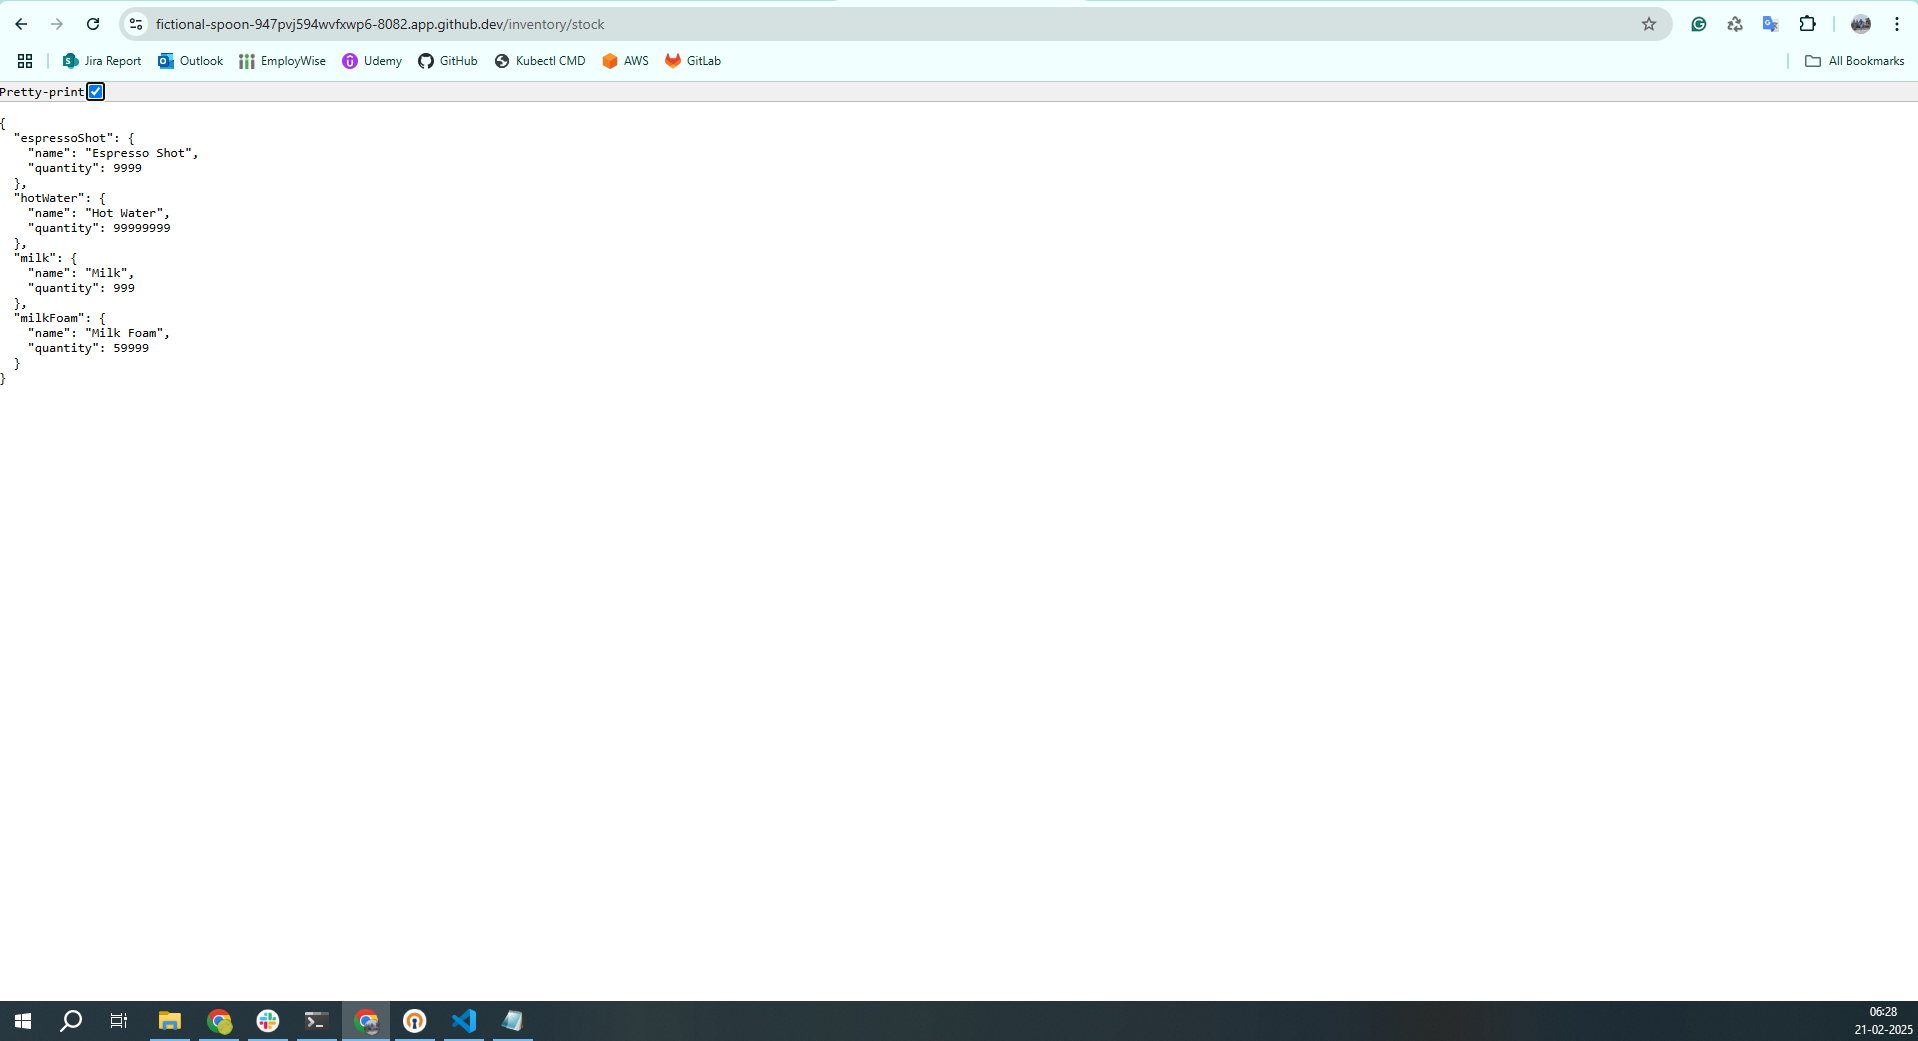 fictional-spoon-947pvj594wvfxwp6-8082.app.github.dev/inventory/stock
Jira Report Outlook EmployWise Udemy GitHub Kubectl CMD AWS GitLab All Bookmarks
Pretty-print
{
  "espressoShot": {
    "name": "Espresso Shot",
    "quantity": 9999
  },
  "hotWater": {
    "name": "Hot Water",
    "quantity": 99999999
  },
  "milk": {
    "name": "Milk",
    "quantity": 999
  },
  "milkFoam": {
    "name": "Milk Foam",
    "quantity": 59999
  }
}
06:28
21-02-2025